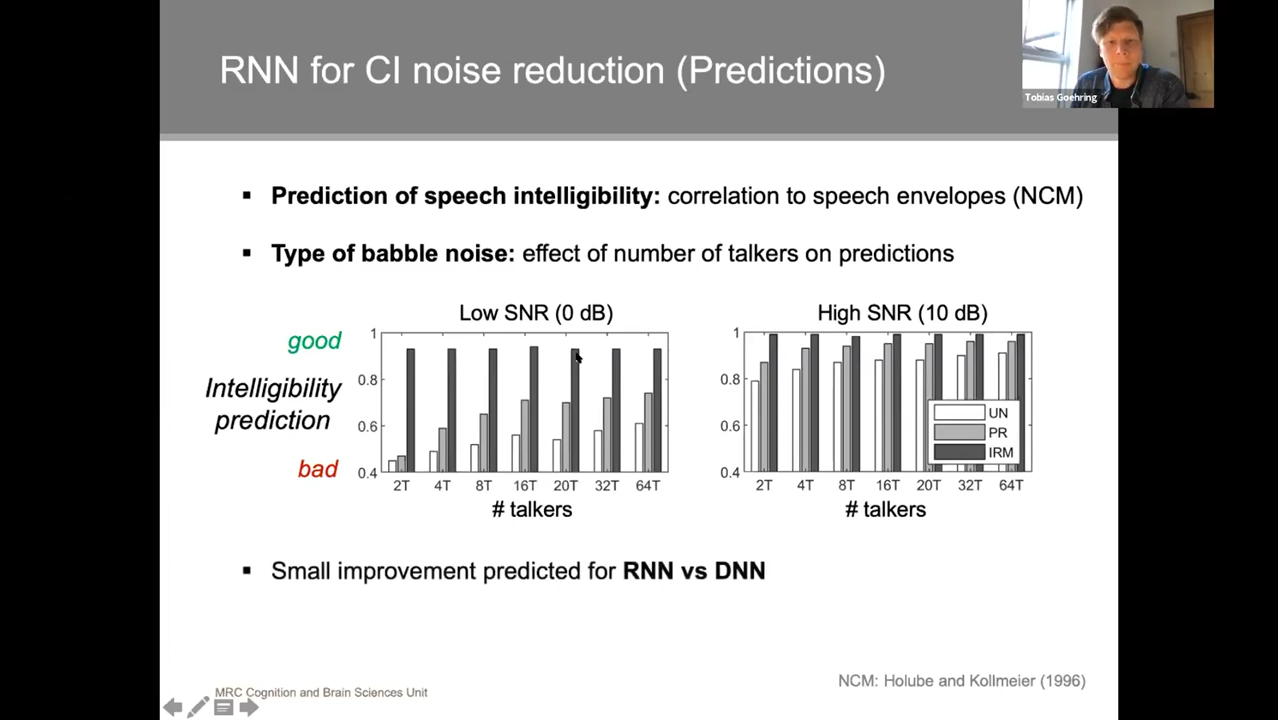 RNN for CI noise reduction (Predictions)
Tobias Goehring
▪ Prediction of speech intelligibility: correlation to speech envelopes (NCM)
▪ Type of babble noise: effect of number of talkers on predictions
Low SNR (0 dB)
High SNR (10 dB)
good
Intelligibility
prediction
bad
1
0.8
0.6
0.4
2T 4T 8T 16T 20T 32T 64T
# talkers
1
0.8
0.6
0.4
2T 4T 8T 16T 20T 32T 64T
# talkers
UN
PR
IRM
▪ Small improvement predicted for RNN vs DNN
NCM: Holube and Kollmeier (1996)
MRC Cognition and Brain Sciences Unit